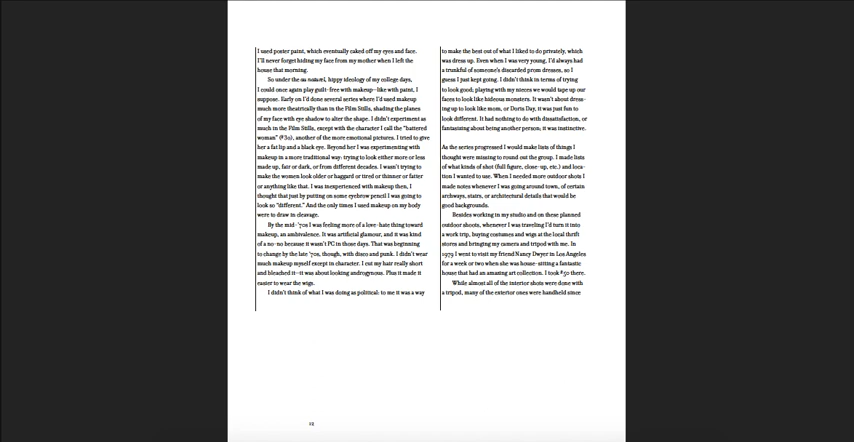 I used poster paint, which eventually caked off my eyes and face.
I'll never forget hiding my face from my mother when I left the
house that morning.
So under the au naturel, hippy ideology of my college days,
I could once again play guilt-free with makeup—like with paint, I
suppose. Early on I'd done several series where I'd used makeup
much more theatrically than in the Film Stills, shading the planes
of my face with eye shadow to alter the shape. I didn't experiment as
much in the Film Stills, except with the character I call the "battered
woman" (#30), another of the more emotional pictures. I tried to give
her a fat lip and a black eye. Beyond her I was experimenting with
makeup in a more traditional way: trying to look either more or less
made up, fair or dark, or from different decades. I wasn't trying to
make the women look older or haggard or tired or thinner or fatter
or anything like that. I was inexperienced with makeup then, I
thought that just by putting on some eyebrow pencil I was going to
look so "different." And the only times I used makeup on my body
were to draw in cleavage.
By the mid-'70s I was feeling more of a love-hate thing toward
makeup, an ambivalence. It was artificial glamour, and it was kind
of a no-no because it wasn't PC in those days. That was beginning
to change by the late '70s, though, with disco and punk. I didn't wear
much makeup myself except in character. I cut my hair really short
and bleached it—it was about looking androgynous. Plus it made it
easier to wear the wigs.
I didn't think of what I was doing as political: to me it was a way
to make the best out of what I liked to do privately, which
was dress up. Even when I was very young, I'd always had
a trunkful of someone's discarded prom dresses, so I
guess I just kept going. I didn't think in terms of trying
to look good; playing with my nieces we would tape up our
faces to look like hideous monsters. It wasn't about dress-
ing up to look like mom, or Doris Day, it was just fun to
look different. It had nothing to do with dissatisfaction, or
fantasizing about being another person; it was instinctive.
As the series progressed I would make lists of things I
thought were missing to round out the group. I made lists
of what kinds of shot (full figure, close-up, etc.) and loca-
tion I wanted to use. When I needed more outdoor shots I
made notes whenever I was going around town, of certain
archways, stairs, or architectural details that would be
good backgrounds.
Besides working in my studio and on these planned
outdoor shoots, whenever I was traveling I'd turn it into
a work trip, buying costumes and wigs at the local thrift
stores and bringing my camera and tripod with me. In
1979 I went to visit my friend Nancy Dwyer in Los Angeles
for a week or two when she was house-sitting a fantastic
house that had an amazing art collection. I took #50 there.
While almost all of the interior shots were done with
a tripod, many of the exterior ones were handheld since
12